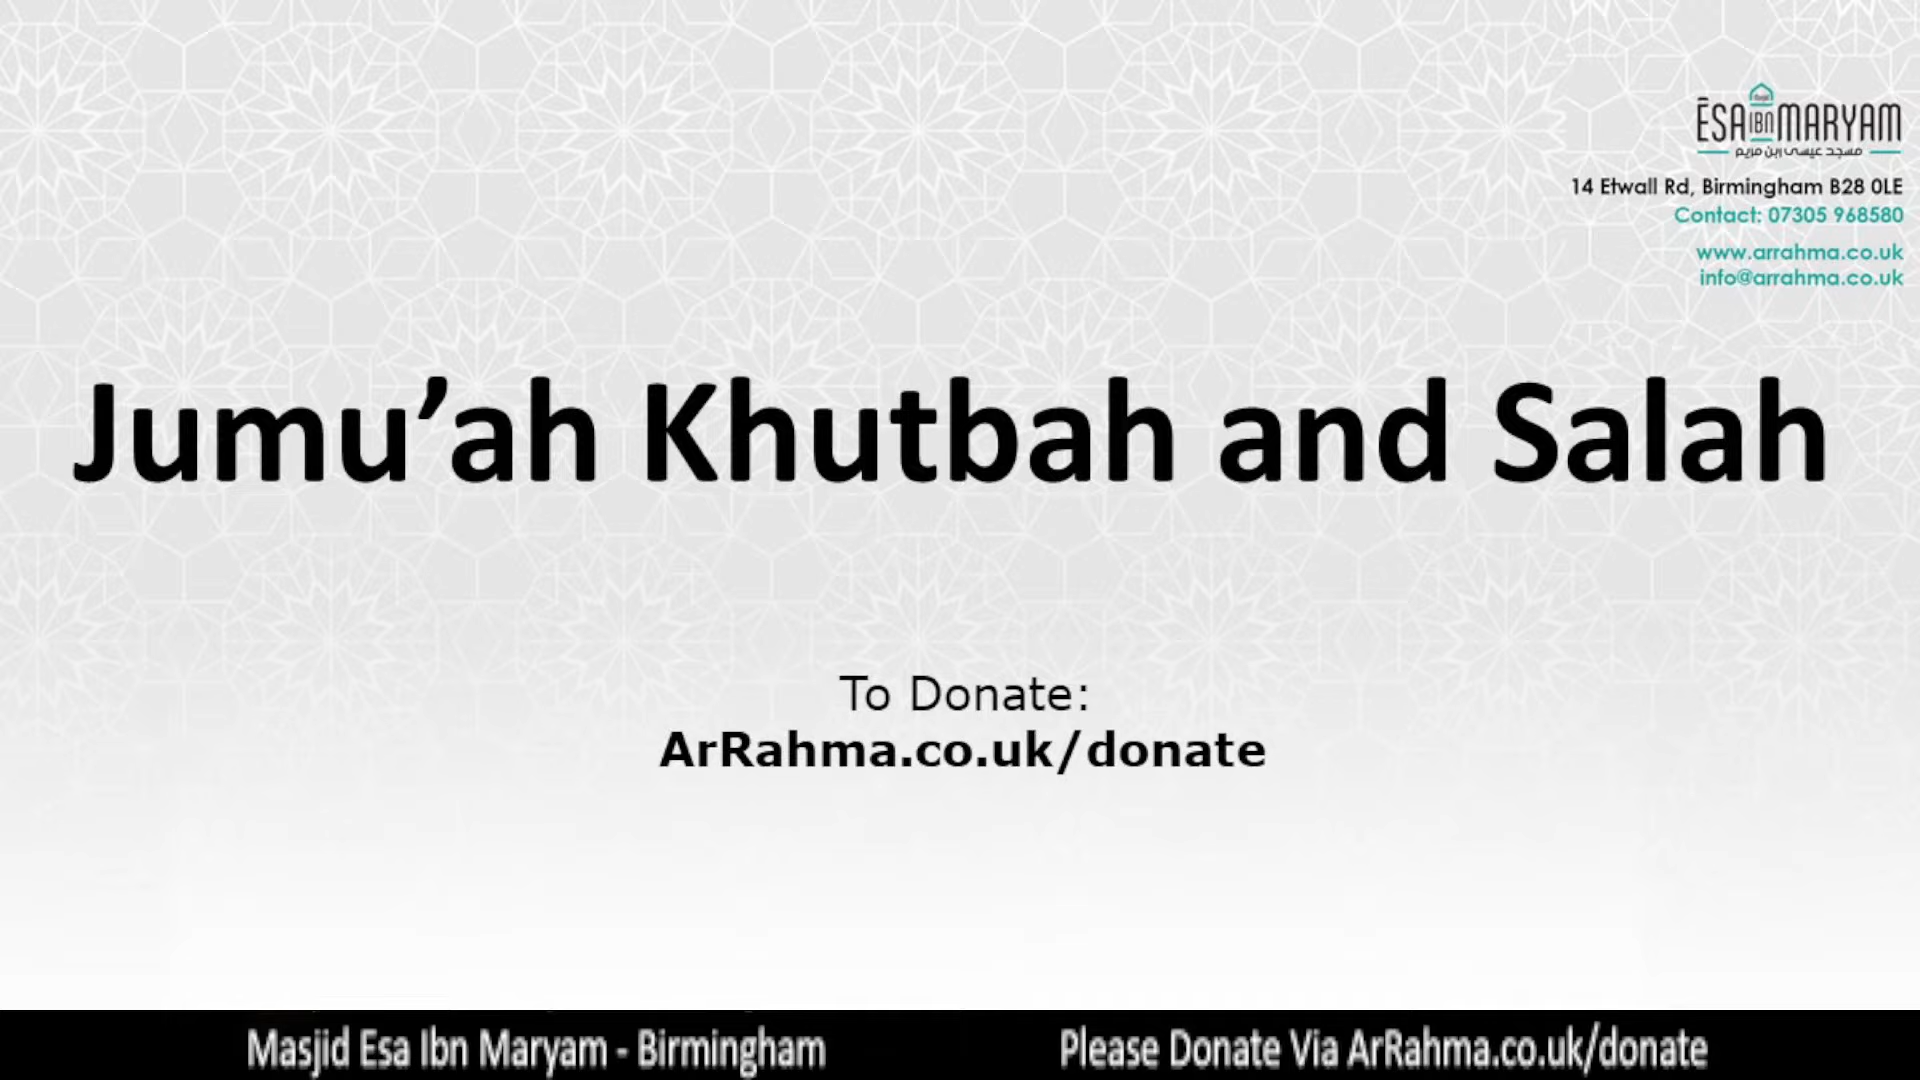 ĒSA IBN MARYAM
مسجد عيسى ابن مريم
14 Etwall Rd, Birmingham B28 0LE
Contact: 07305 968580
www.arrahma.co.uk
info@arrahma.co.uk
Jumu’ah Khutbah and Salah
To Donate:
ArRahma.co.uk/donate
Masjid Esa Ibn Maryam - Birmingham
Please Donate Via ArRahma.co.uk/donate